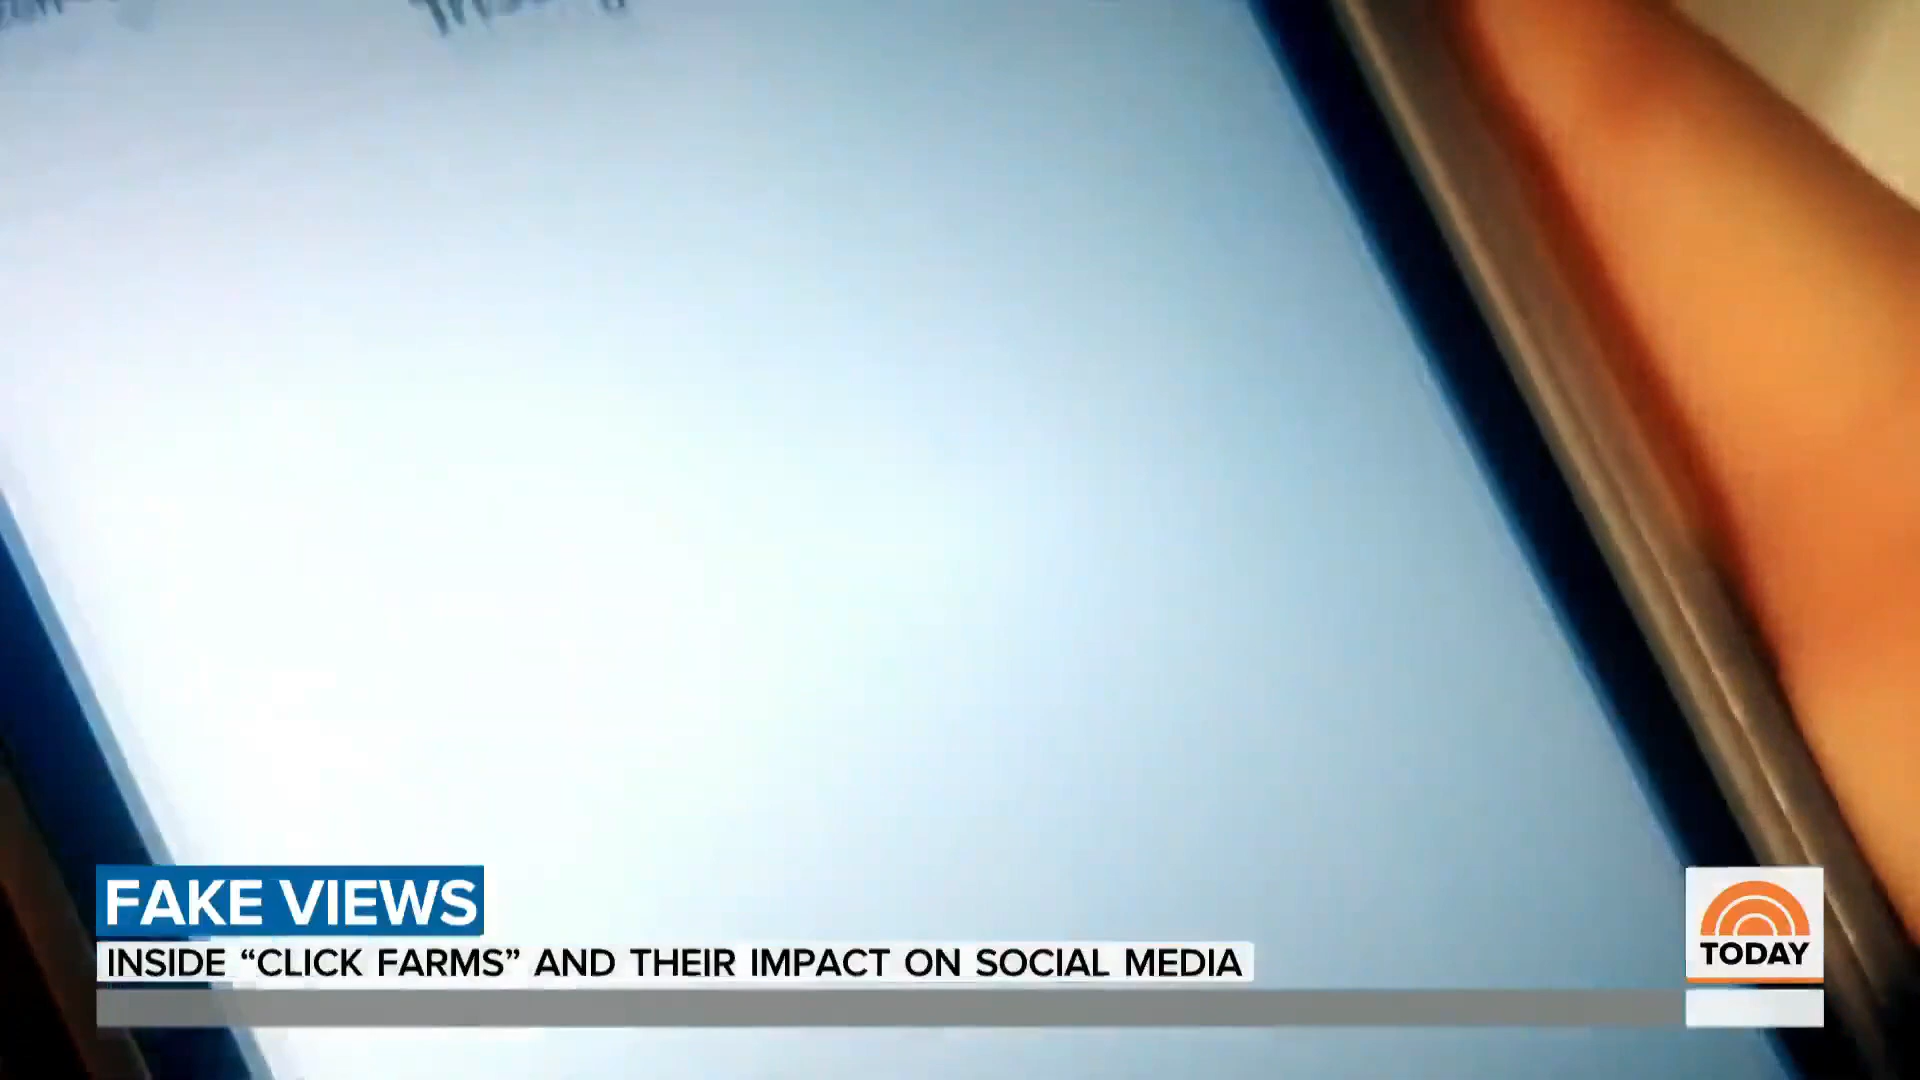 FAKE VIEWS
INSIDE “CLICK FARMS” AND THEIR IMPACT ON SOCIAL MEDIA
TODAY